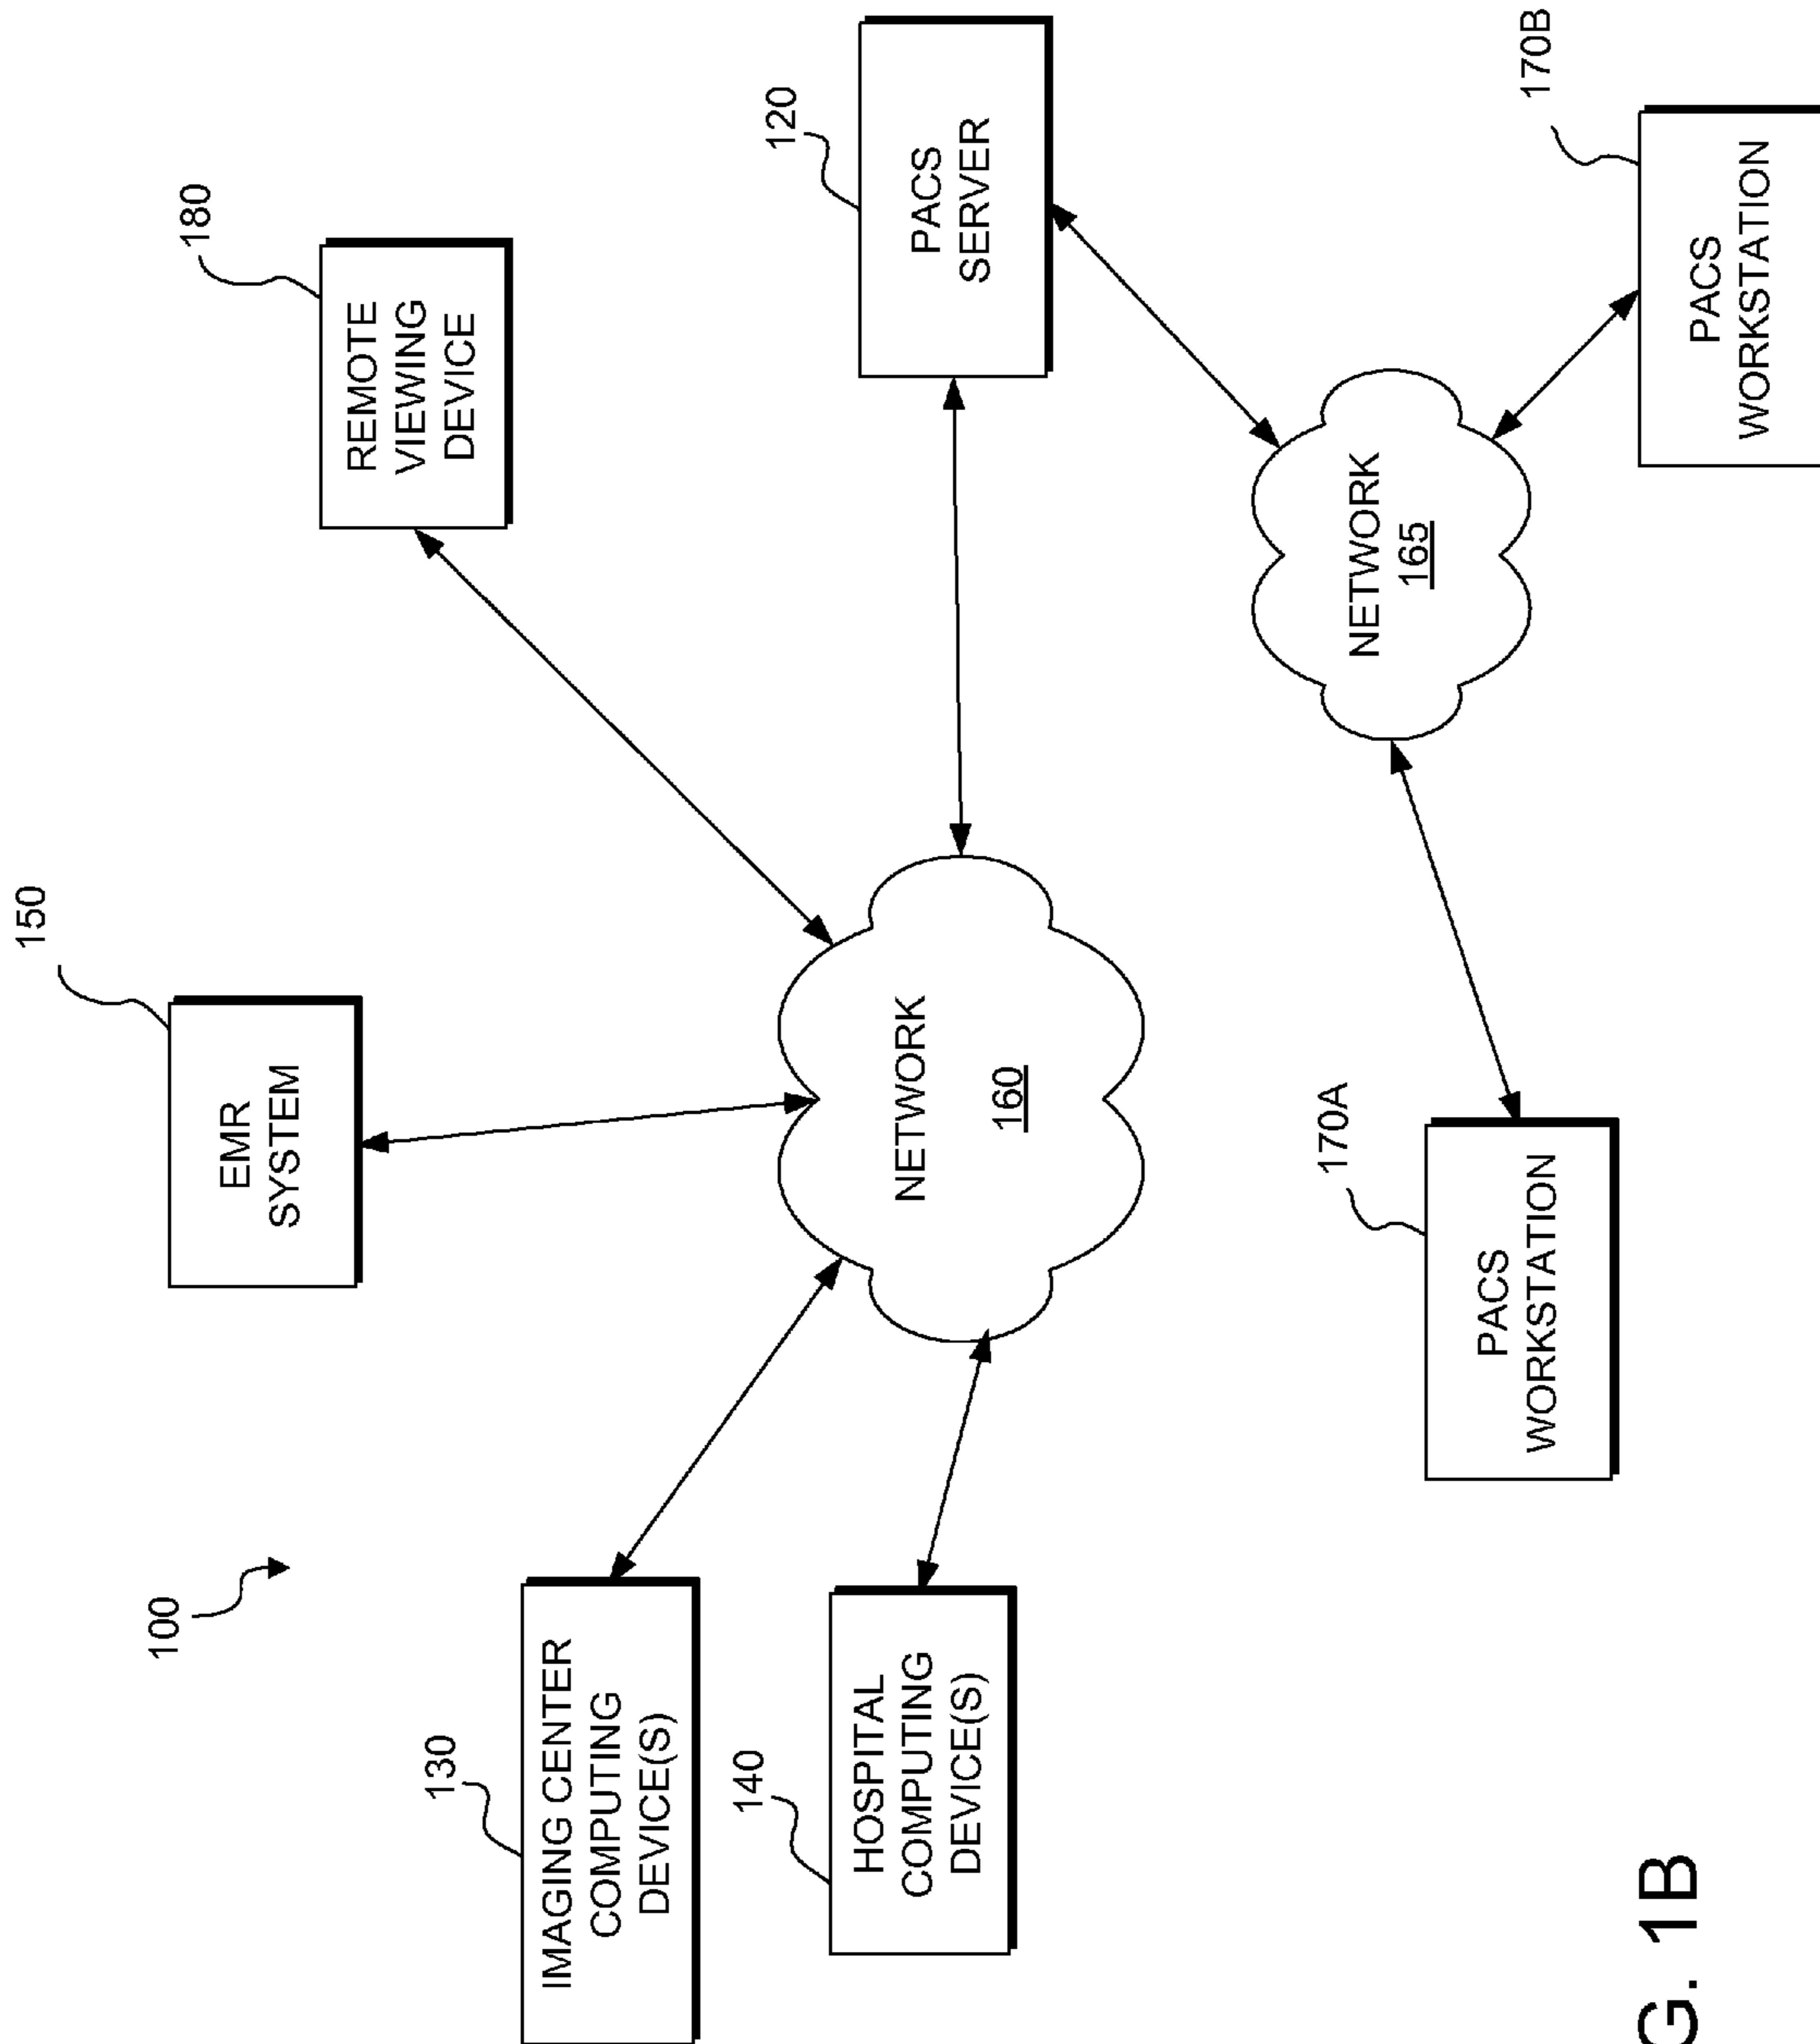 100
150
EMR
SYSTEM
180
REMOTE
VIEWING
DEVICE
130
IMAGING CENTER
COMPUTING
DEVICE(S)
140
HOSPITAL
COMPUTING
DEVICE(S)
NETWORK
160
120
PACS
SERVER
NETWORK
165
170A
PACS
WORKSTATION
170B
PACS
WORKSTATION
G. 1B